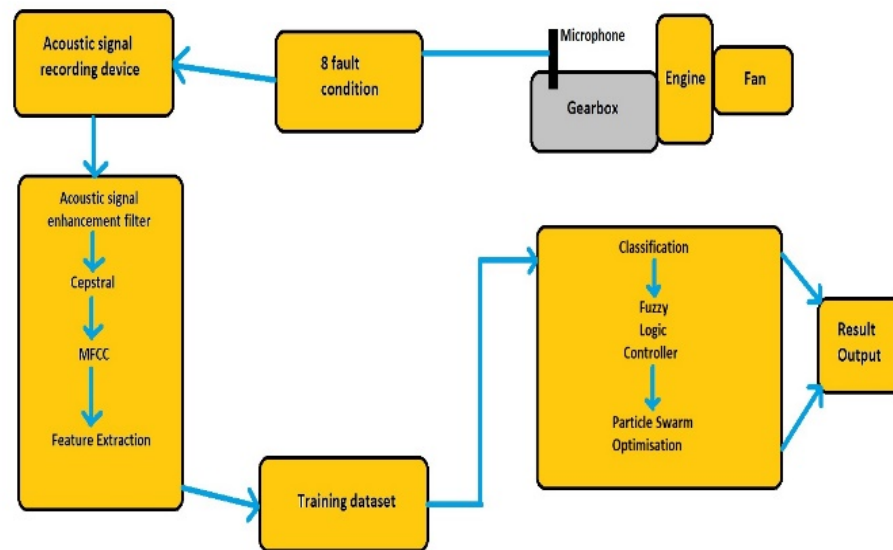 Acoustic signal
recording device
8 fault
condition
Microphone
Gearbox
Engine
Fan
Acoustic signal
enhancement filter
Cepstral
MFCC
Feature Extraction
Training dataset
Classification
Fuzzy
Logic
Controller
Particle Swarm
Optimisation
Result
Output